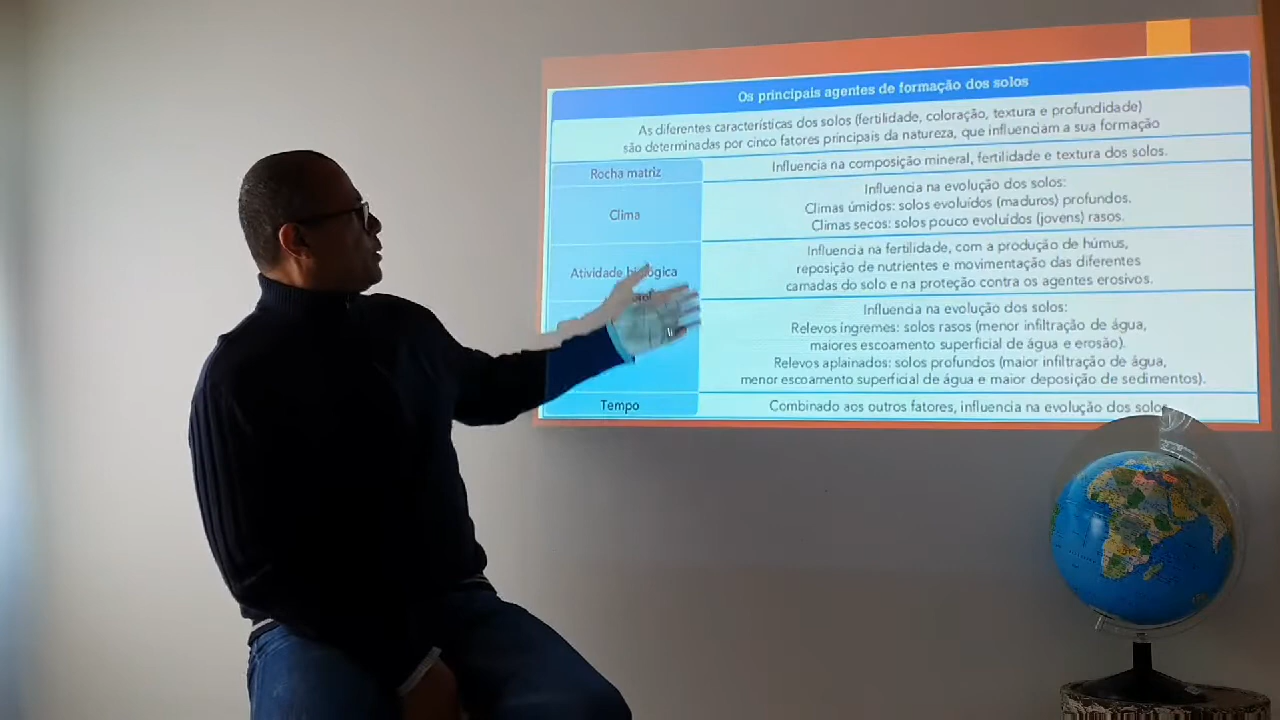 Os principais agentes de formação dos solos
As diferentes características dos solos (fertilidade, coloração, textura e profundidade)
são determinadas por cinco fatores principais da natureza, que influenciam a sua formação
Rocha matriz
Influencia na composição mineral, fertilidade e textura dos solos.
Clima
Influencia na evolução dos solos:
Climas úmidos: solos evoluídos (maduros) profundos.
Climas secos: solos pouco evoluídos (jovens) rasos.
Atividade biológica
Influencia na fertilidade, com a produção de húmus,
reposição de nutrientes e movimentação das diferentes
camadas do solo e na proteção contra os agentes erosivos.
Influencia na evolução dos solos:
Relevos íngremes: solos rasos (menor infiltração de água,
maiores escoamento superficial de água e erosão).
Relevos aplainados: solos profundos (maior infiltração de água,
menor escoamento superficial de água e maior deposição de sedimentos).
Tempo
Combinado aos outros fatores, influencia na evolução dos solos